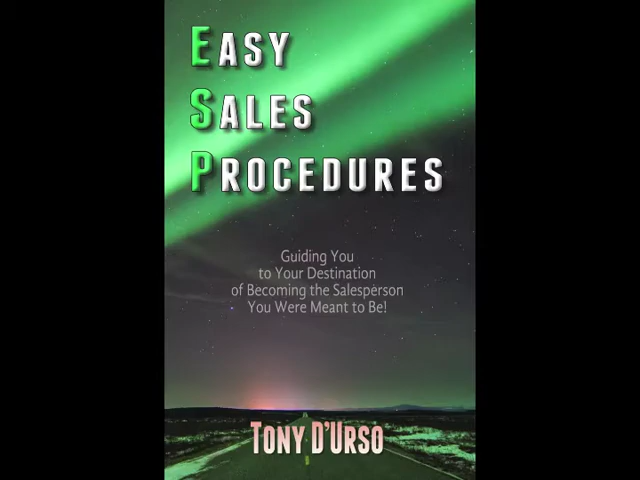 EASY
SALES
PROCEDURES
Guiding You
to Your Destination
of Becoming the Salesperson
You Were Meant to Be!
TONY D'URSO